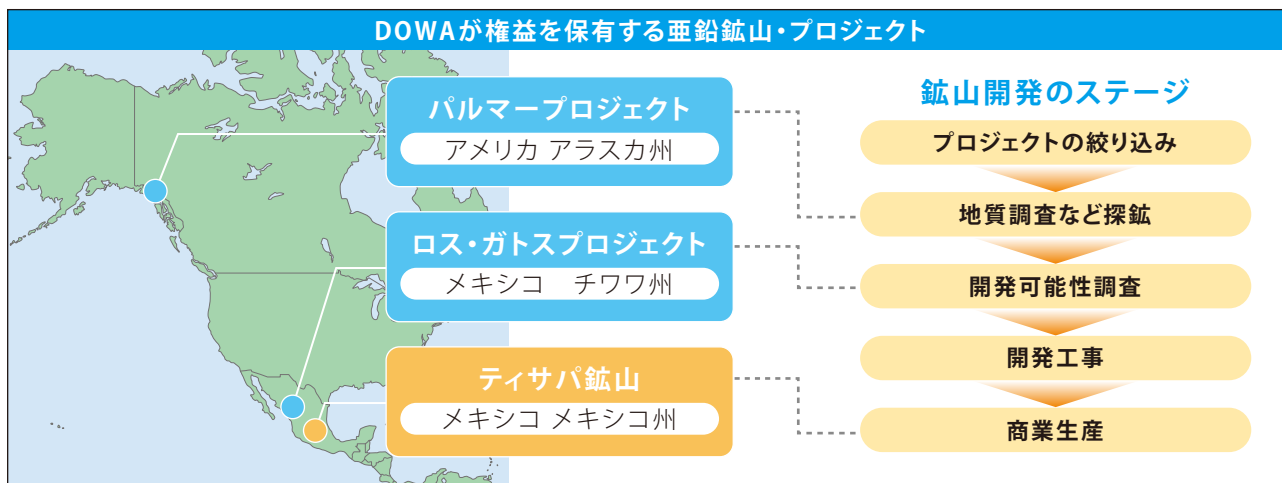 DOWAが権益を保有する亜鉛鉱山・プロジェクト
パルマープロジェクト
アメリカ アラスカ州
ロス・ガトスプロジェクト
メキシコ　チワワ州
ティサパ鉱山
メキシコ メキシコ州
鉱山開発のステージ
プロジェクトの絞り込み
地質調査など探鉱
開発可能性調査
開発工事
商業生産